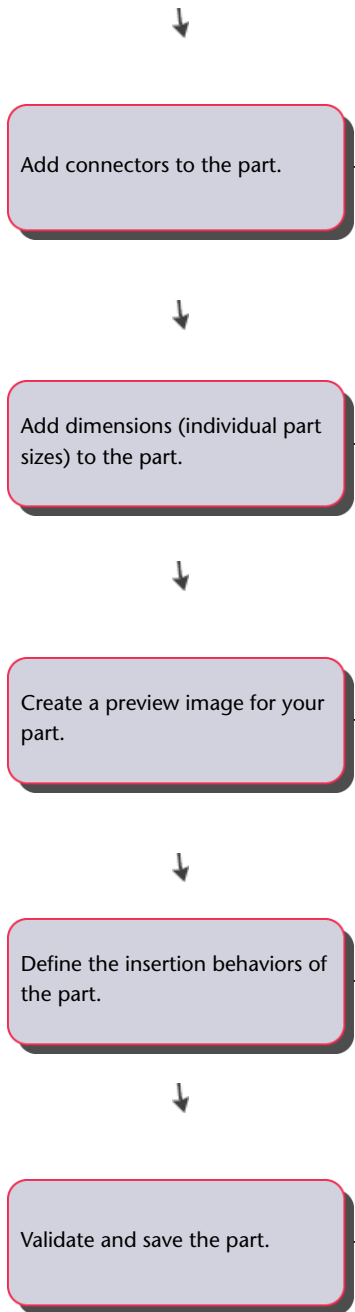 Add connectors to the part.
Add dimensions (individual part
sizes) to the part.
Create a preview image for your
part.
Define the insertion behaviors of
the part.
Validate and save the part.